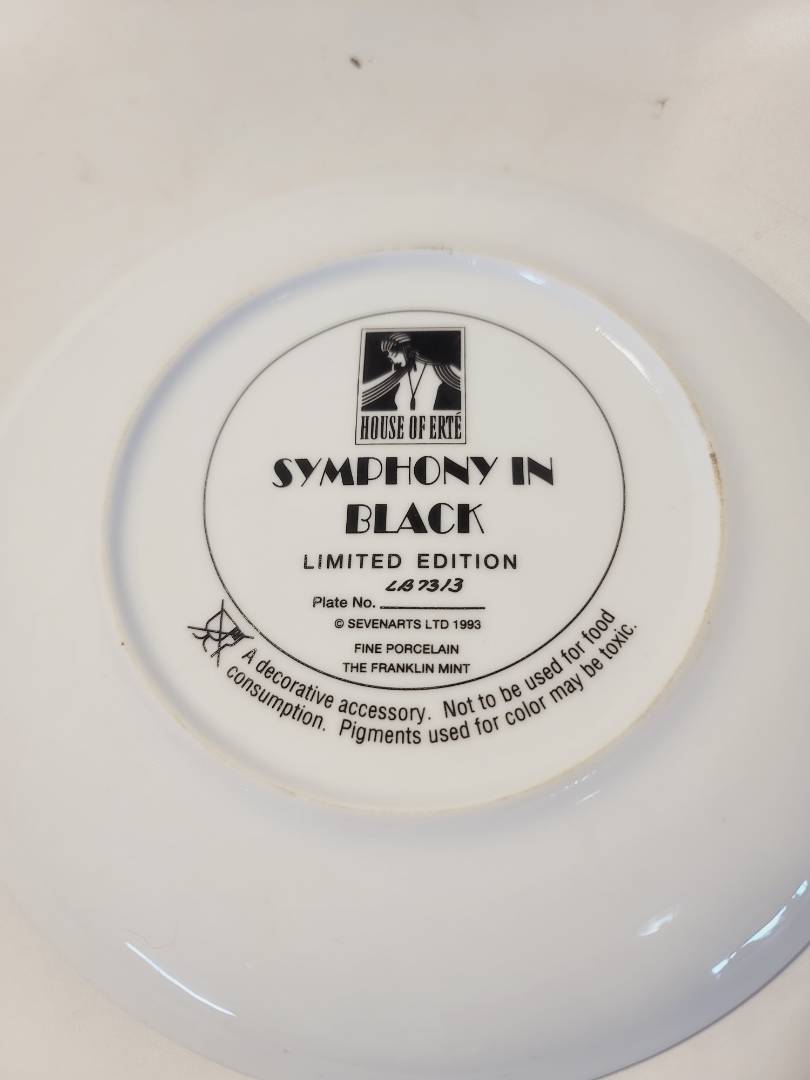 HOUSE OF ERTÉ
SYMPHONY IN
BLACK
LIMITED EDITION
LB7313
Plate No.
© SEVENARTS LTD 1993
FINE PORCELAIN
THE FRANKLIN MINT
A decorative accessory. Not to be used for food
consumption. Pigments used for color may be toxic.